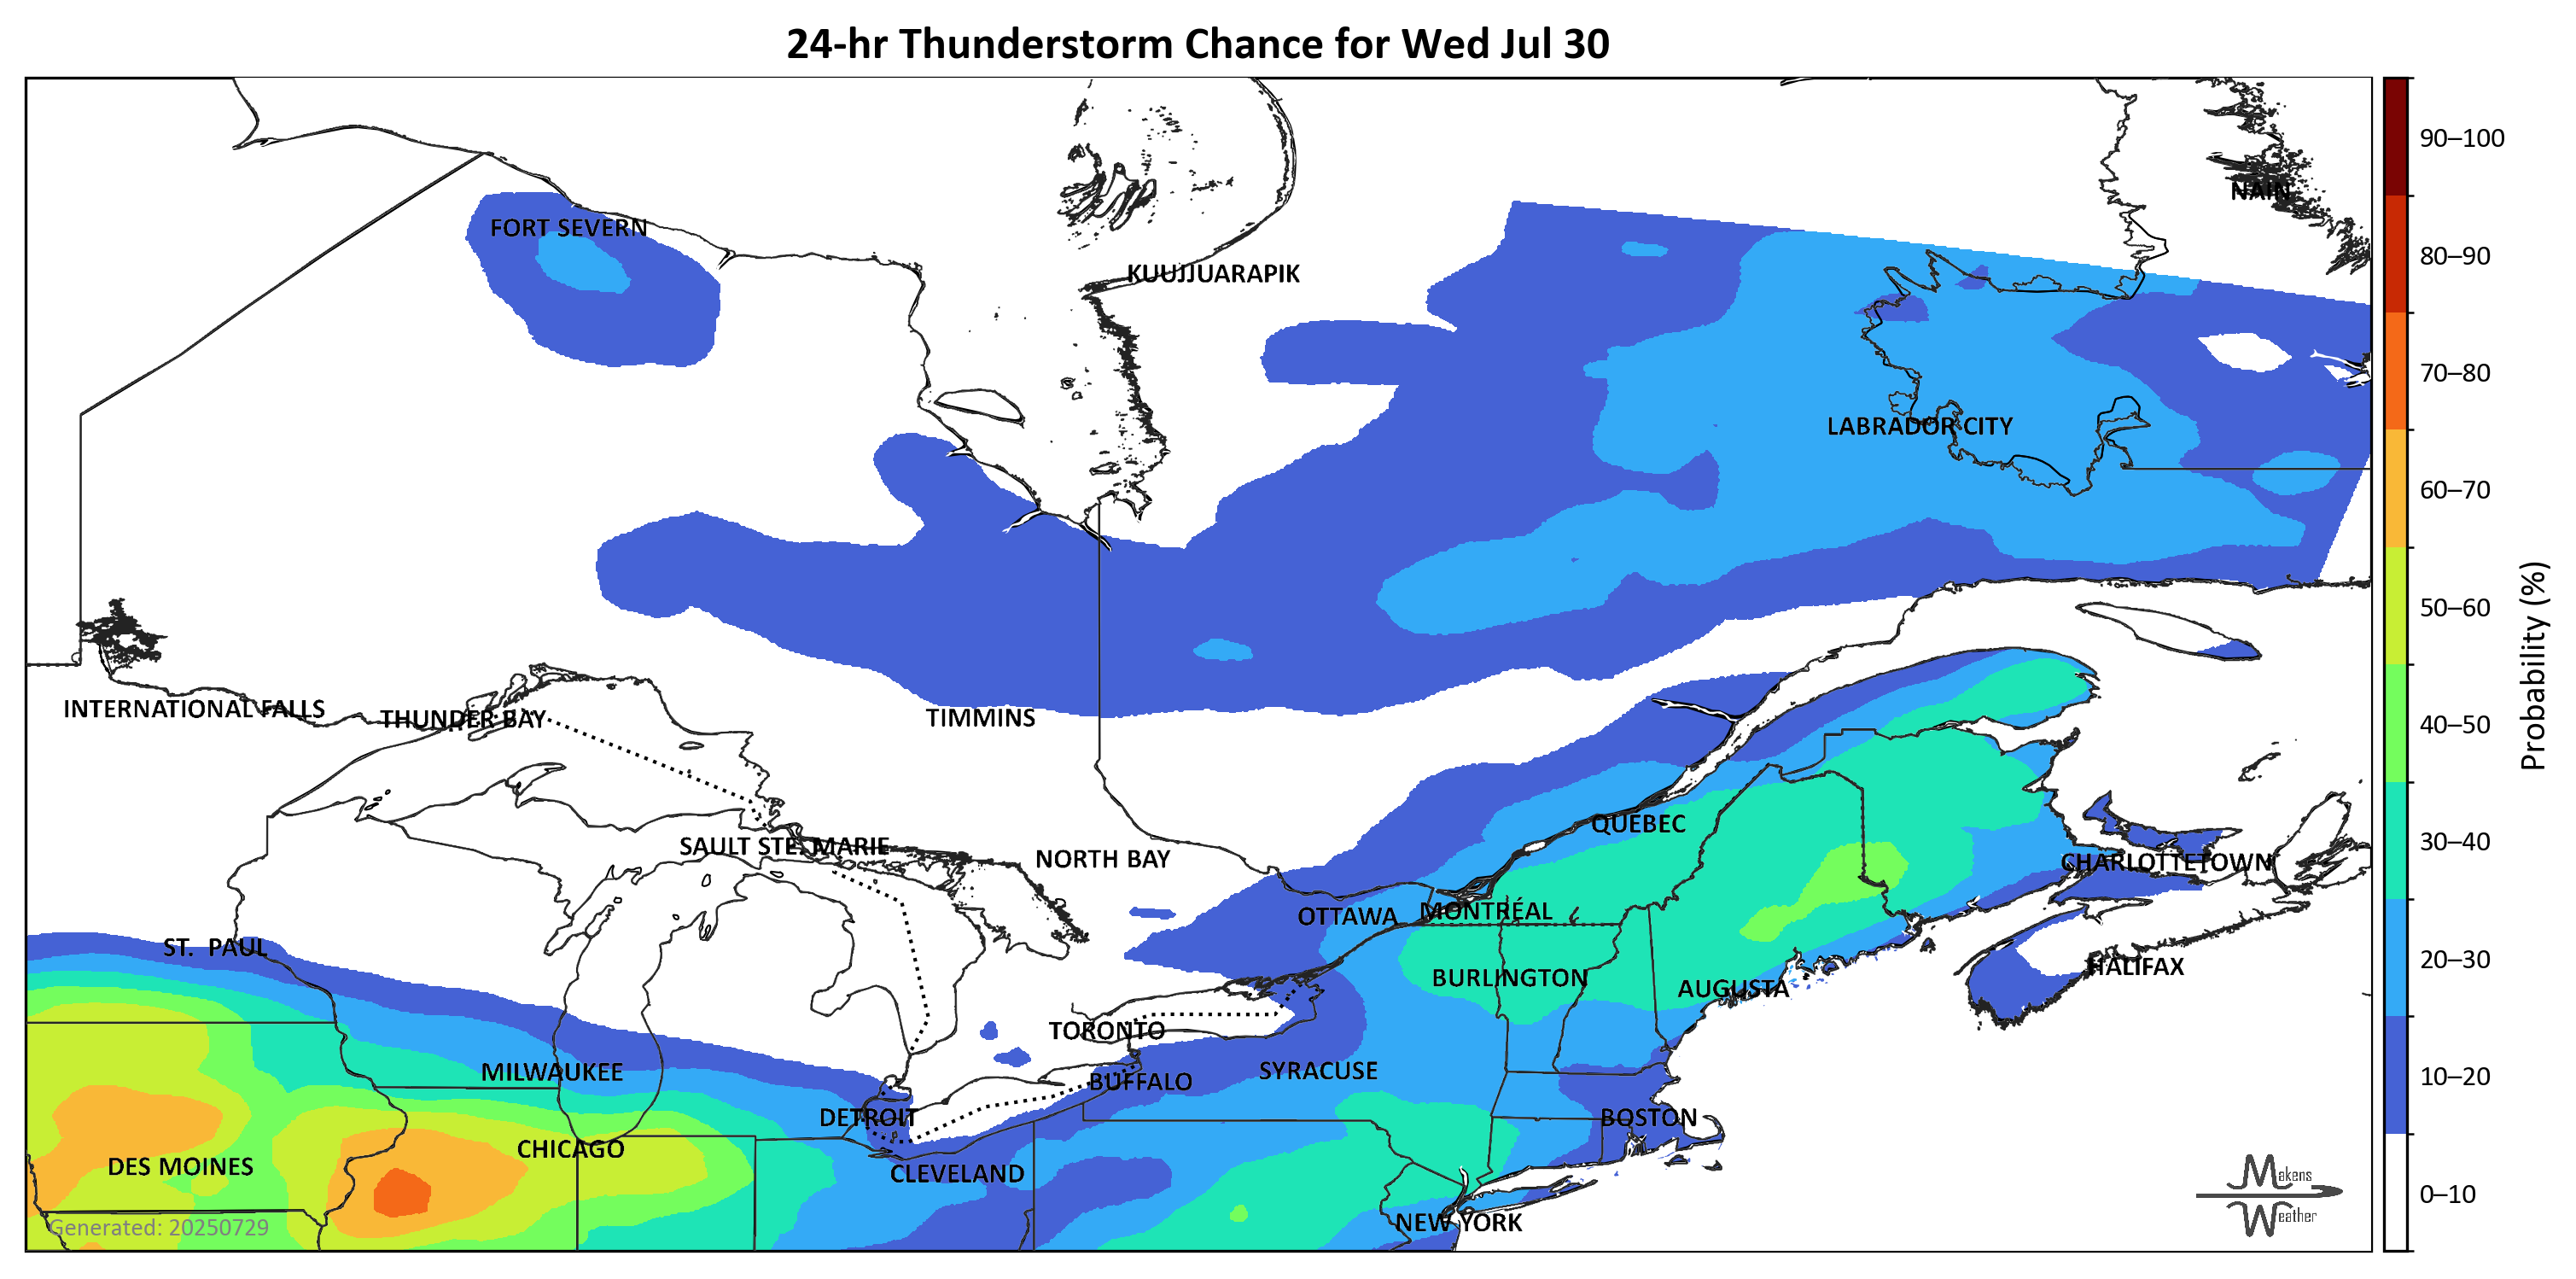 24-hr Thunderstorm Chance for Wed Jul 30
NAIN
FORT SEVERN
KUUJJUARAPIK
LABRADOR CITY
INTERNATIONAL FALLS
THUNDER BAY
TIMMINS
QUEBEC
SAULT STE. MARIE
NORTH BAY
CHARLOTTETOWN
OTTAWA
MONTRÉAL
ST. PAUL
HALIFAX
BURLINGTON
AUGUSTA
TORONTO
MILWAUKEE
BUFFALO
SYRACUSE
DETROIT
BOSTON
CHICAGO
DES MOINES
CLEVELAND
NEW YORK
Generated: 20250729
Makens
Weather
90–100
80–90
70–80
60–70
50–60
40–50
30–40
20–30
10–20
0–10
Probability (%)